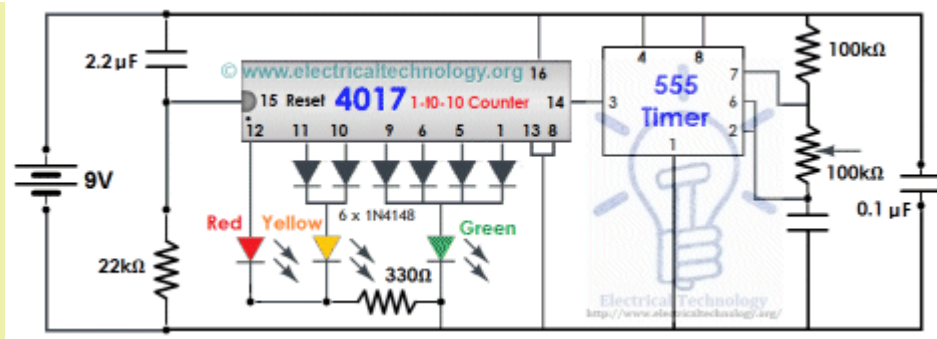 2.2µF
© www.electricaltechnology.org
16
4
8
100kΩ
15 Reset 4017 1-t0-10 Counter 14
3
555
Timer
7
6
2
1
12 11 10 9 6 5 1 13 8
9V
100kΩ
6 x 1N4148
0.1 µF
Red Yellow
Green
22kΩ
330Ω
Electrical Technology
http://www.electricaltechnology.org/